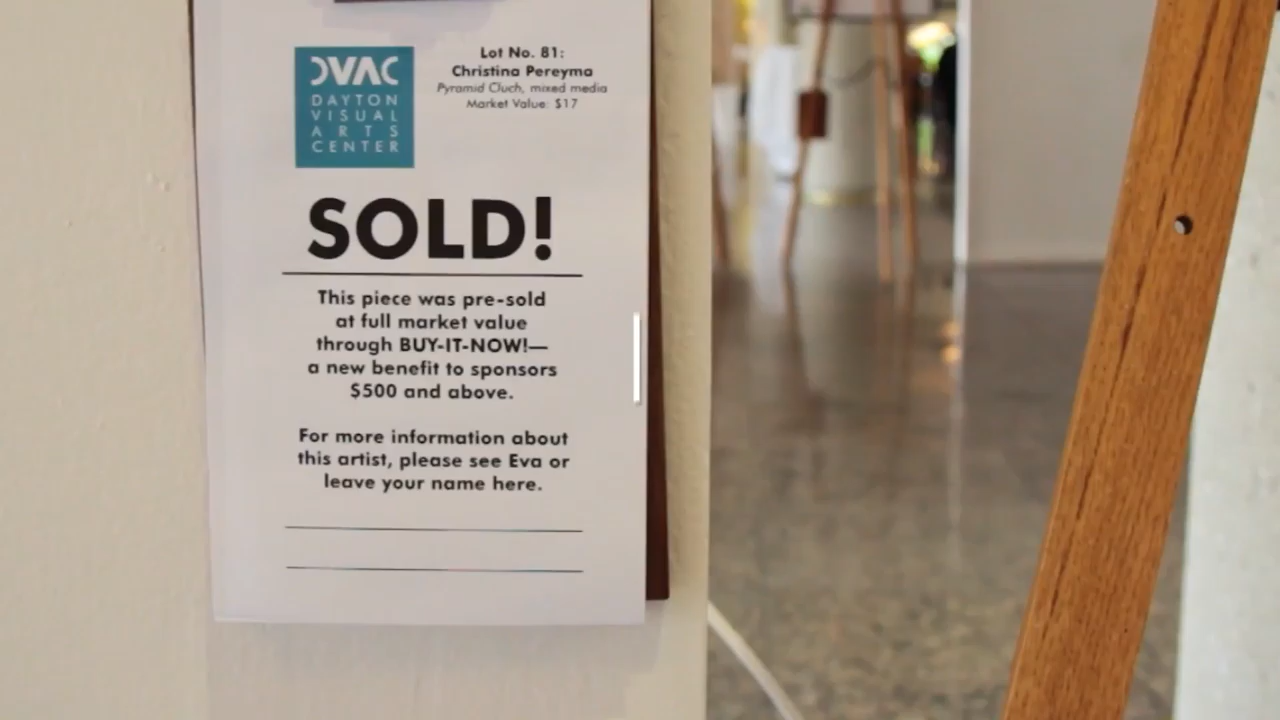 DVAC
DAYTON
VISUAL
ARTS
CENTER
Lot No. 81:
Christina Pereyma
Pyramid Cluch, mixed media
Market Value: $17
SOLD!
This piece was pre-sold
at full market value
through BUY-IT-NOW!—
a new benefit to sponsors
$500 and above.
For more information about
this artist, please see Eva or
leave your name here.